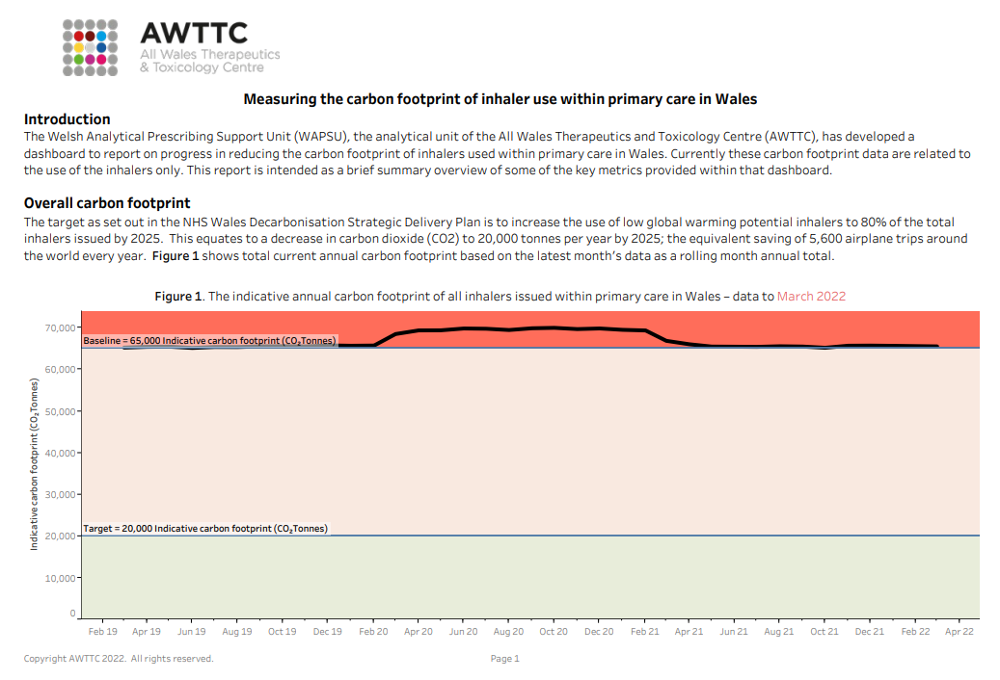 AWTTC
All Wales Therapeutics
& Toxicology Centre
Measuring the carbon footprint of inhaler use within primary care in Wales
Introduction
The Welsh Analytical Prescribing Support Unit (WAPSU), the analytical unit of the All Wales Therapeutics and Toxicology Centre (AWTTC), has developed a
dashboard to report on progress in reducing the carbon footprint of inhalers used within primary care in Wales. Currently these carbon footprint data are related to
the use of the inhalers only. This report is intended as a brief summary overview of some of the key metrics provided within that dashboard.
Overall carbon footprint
The target as set out in the NHS Wales Decarbonisation Strategic Delivery Plan is to increase the use of low global warming potential inhalers to 80% of the total
inhalers issued by 2025. This equates to a decrease in carbon dioxide (CO2) to 20,000 tonnes per year by 2025; the equivalent saving of 5,600 airplane trips around
the world every year. Figure 1 shows total current annual carbon footprint based on the latest month's data as a rolling month annual total.
Figure 1. The indicative annual carbon footprint of all inhalers issued within primary care in Wales – data to March 2022
Indicative carbon footprint (CO₂Tonnes)
70,000
Baseline = 65,000 Indicative carbon footprint (CO₂Tonnes)
60,000
50,000
40,000
30,000
Target = 20,000 Indicative carbon footprint (CO₂Tonnes)
20,000
10,000
0
Feb 19 Apr 19 Jun 19 Aug 19 Oct 19 Dec 19 Feb 20 Apr 20 Jun 20 Aug 20 Oct 20 Dec 20 Feb 21 Apr 21 Jun 21 Aug 21 Oct 21 Dec 21 Feb 22 Apr 22
Copyright AWTTC 2022. All rights reserved. Page 1